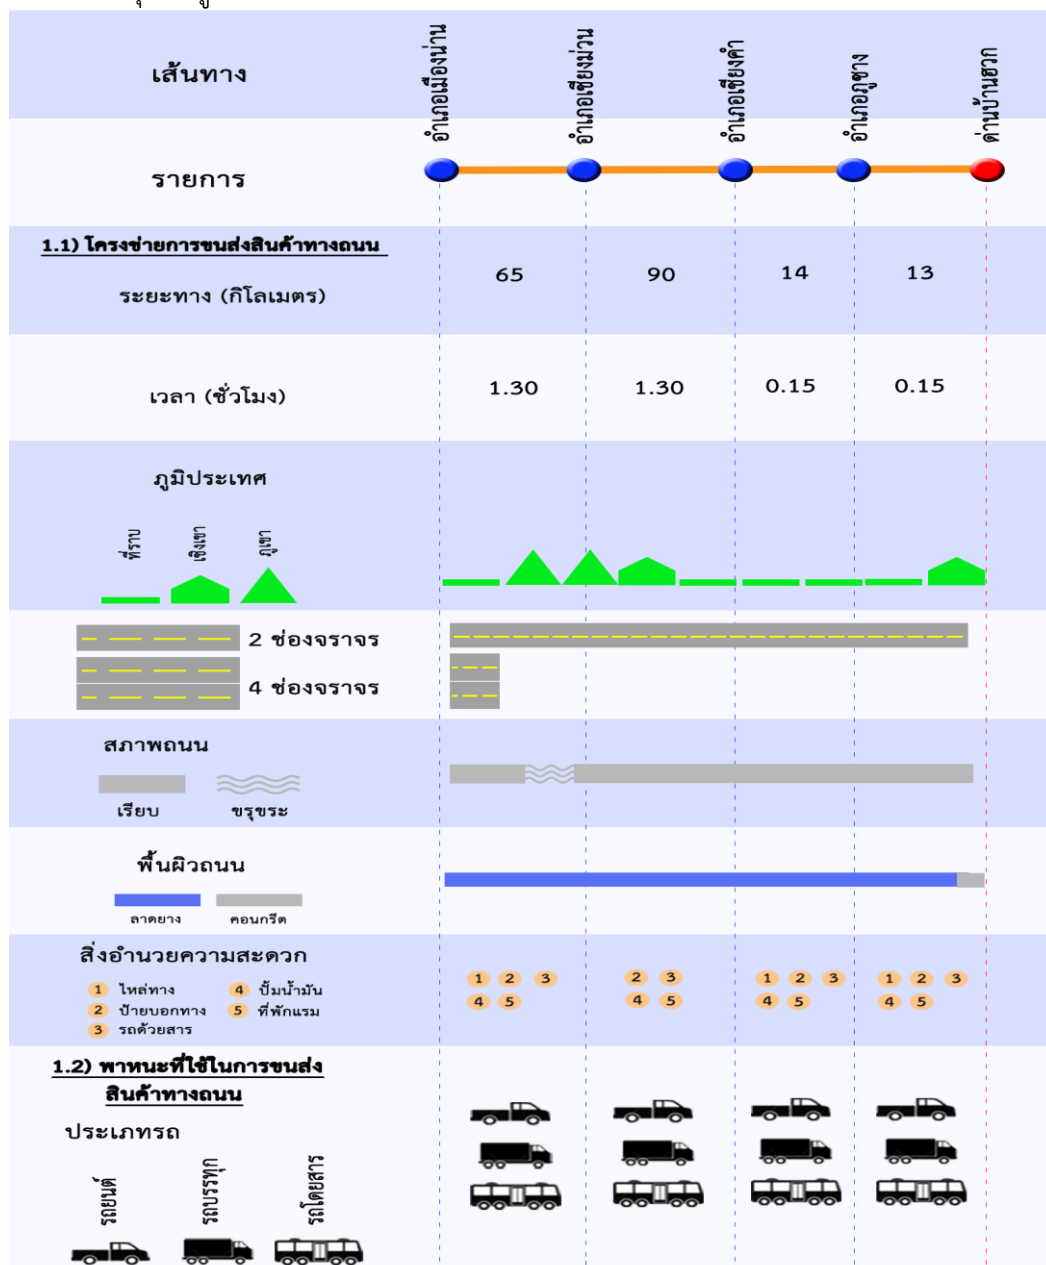 เส้นทาง
อำเภอเมืองน่าน
อำเภอเชียงม่วน
อำเภอเชียงคำ
อำเภอภูซาง
ด่านบ้านฮวก
รายการ
1.1) โครงข่ายการขนส่งสินค้าทางถนน
ระยะทาง (กิโลเมตร)
65 90 14 13
เวลา (ชั่วโมง)
1.30 1.30 0.15 0.15
ภูมิประเทศ
ที่ราบ
เชิงเขา
ภูเขา
2 ช่องจราจร
4 ช่องจราจร
สภาพถนน
เรียบ ขรุขระ
พื้นผิวถนน
ลาดยาง คอนกรีต
สิ่งอำนวยความสะดวก
1 ไหล่ทาง 4 ปั้มน้ำมัน
2 ป้ายบอกทาง 5 ที่พักแรม
3 รถด้วยสาร
1 2 3 2 3 1 2 3 1 2 3
4 5 4 5 4 5 4 5
1.2) พาหนะที่ใช้ในการขนส่ง
สินค้าทางถนน
ประเภทรถ
รถยนต์
รถบรรทุก
รถโดยสาร